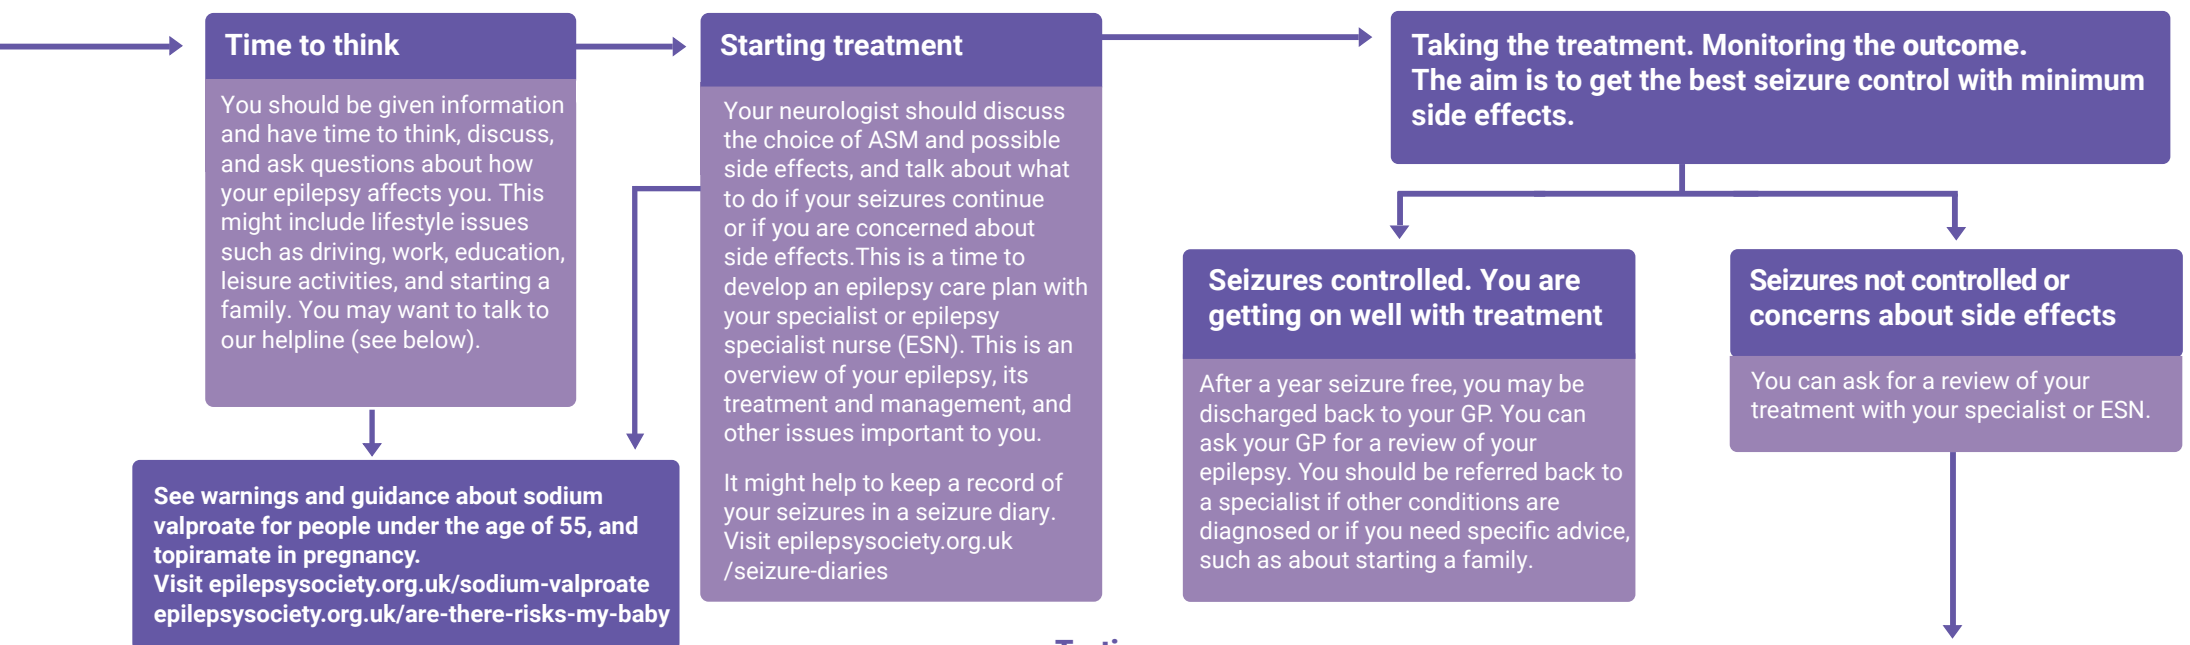 Time to think
You should be given information
and have time to think, discuss,
and ask questions about how
your epilepsy affects you. This
might include lifestyle issues
such as driving, work, education,
leisure activities, and starting a
family. You may want to talk to
our helpline (see below).
See warnings and guidance about sodium
valproate for people under the age of 55, and
topiramate in pregnancy.
Visit epilepsysociety.org.uk/sodium-valproate
epilepsysociety.org.uk/are-there-risks-my-baby
Starting treatment
Your neurologist should discuss
the choice of ASM and possible
side effects, and talk about what
to do if your seizures continue
or if you are concerned about
side effects.This is a time to
develop an epilepsy care plan with
your specialist or epilepsy
specialist nurse (ESN). This is an
overview of your epilepsy, its
treatment and management, and
other issues important to you.
It might help to keep a record of
your seizures in a seizure diary.
Visit epilepsysociety.org.uk
/seizure-diaries
Taking the treatment. Monitoring the outcome.
The aim is to get the best seizure control with minimum
side effects.
Seizures controlled. You are
getting on well with treatment
After a year seizure free, you may be
discharged back to your GP. You can
ask your GP for a review of your
epilepsy. You should be referred back to
a specialist if other conditions are
diagnosed or if you need specific advice,
such as about starting a family.
Seizures not controlled or
concerns about side effects
You can ask for a review of your
treatment with your specialist or ESN.